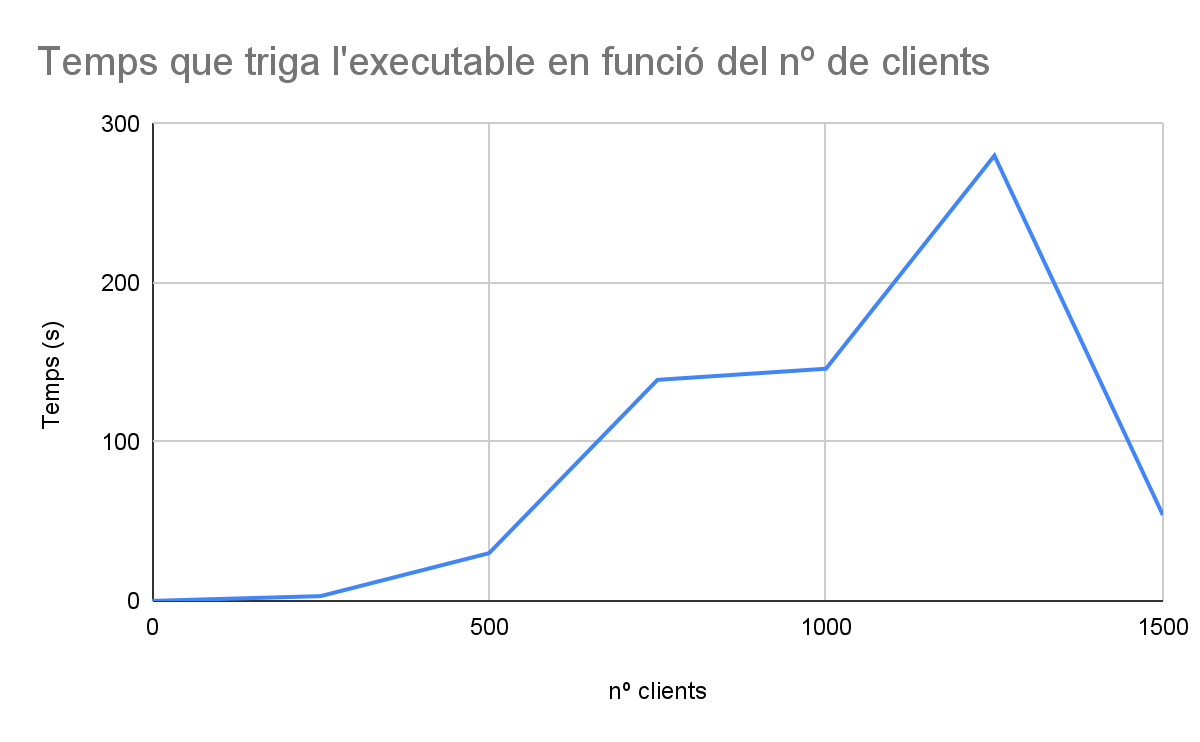 Temps que triga l'executable en funció del nº de clients
300
200
100
0
Temps (s)
0 500 1000 1500
nº clients